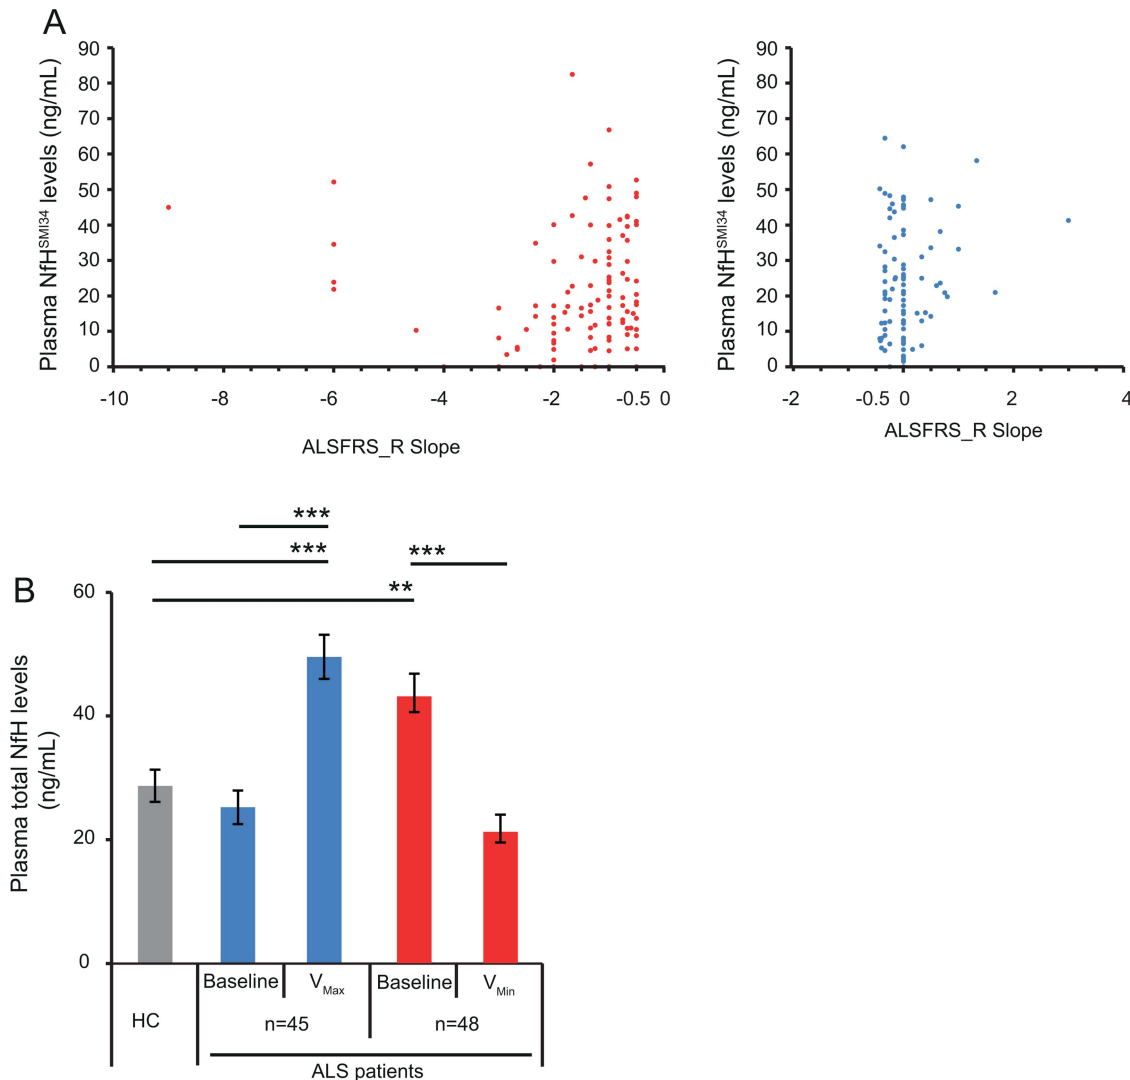 A
Plasma NfH^SMI34 levels (ng/mL)
90
80
70
60
50
40
30
20
10
0
-10 -8 -6 -4 -2 -0.5 0
ALSFRS_R Slope
Plasma NfH^SMI34 levels (ng/mL)
90
80
70
60
50
40
30
20
10
0
-2 -0.5 0 2 4
ALSFRS_R Slope
B
***
***
***
**
Plasma total NfH levels
(ng/mL)
60
40
20
0
Baseline V_Max Baseline V_Min
HC n=45 n=48
ALS patients